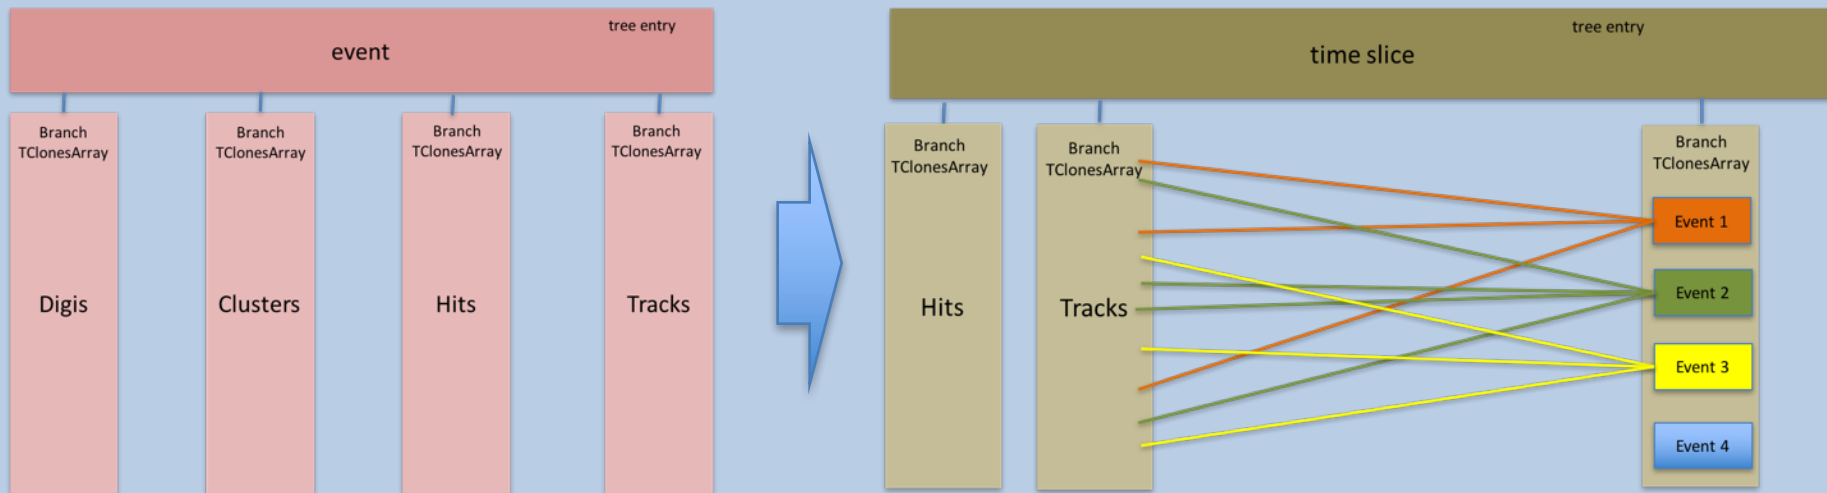 tree entry
event
Branch
TClonesArray
Digis
Branch
TClonesArray
Clusters
Branch
TClonesArray
Hits
Branch
TClonesArray
Tracks
tree entry
time slice
Branch
TClonesArray
Hits
Branch
TClonesArray
Tracks
Branch
TClonesArray
Event 1
Event 2
Event 3
Event 4